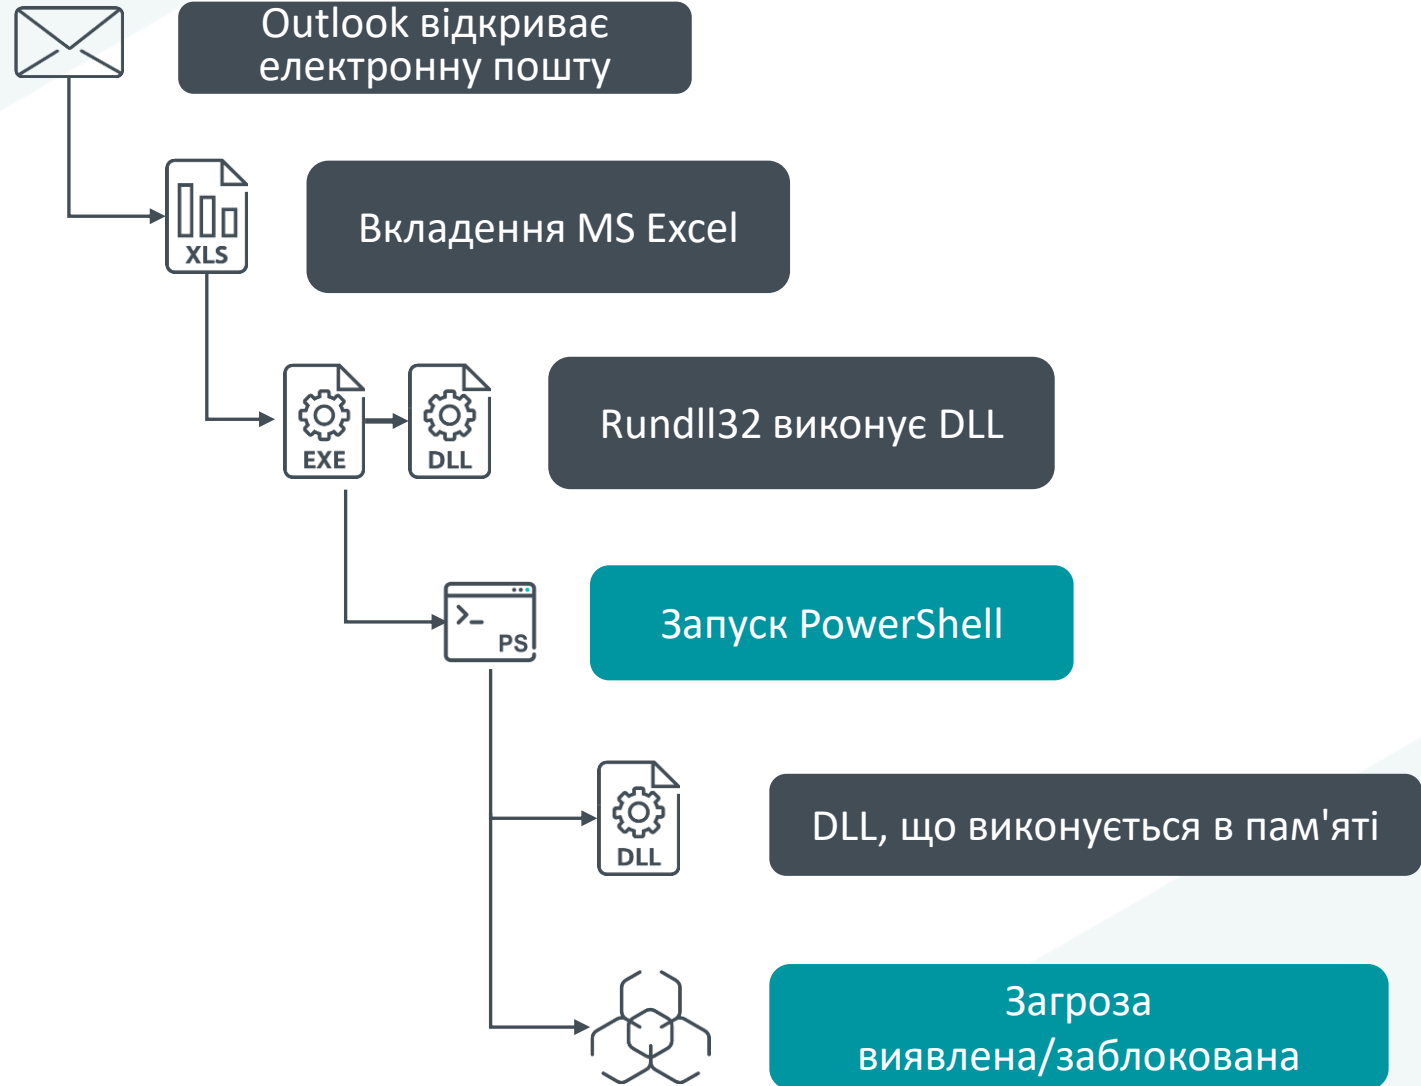 Outlook відкриває
електронну пошту
XLS
Вкладення MS Excel
EXE
DLL
Rundll32 виконує DLL
>_
PS
Запуск PowerShell
DLL
DLL, що виконується в пам'яті
Загроза
виявлена/заблокована